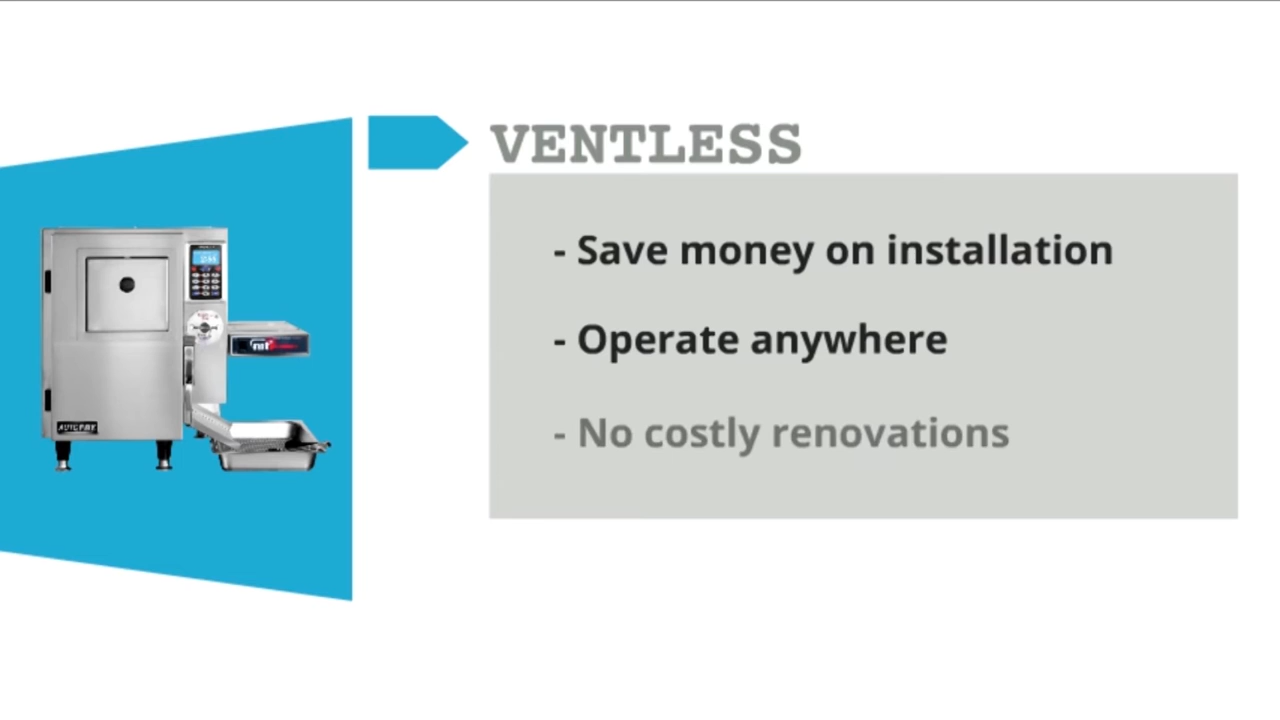 VENTLESS
- Save money on installation
- Operate anywhere
- No costly renovations
AUTOFRY